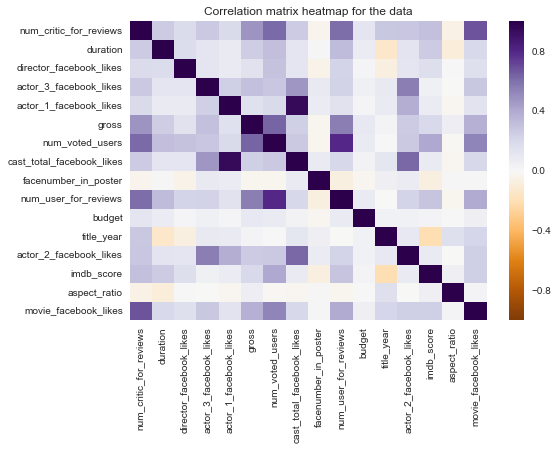 Correlation matrix heatmap for the data
num_critic_for_reviews
duration
director_facebook_likes
actor_3_facebook_likes
actor_1_facebook_likes
gross
num_voted_users
cast_total_facebook_likes
facenumber_in_poster
num_user_for_reviews
budget
title_year
actor_2_facebook_likes
imdb_score
aspect_ratio
movie_facebook_likes
num_critic_for_reviews
duration
director_facebook_likes
actor_3_facebook_likes
actor_1_facebook_likes
gross
num_voted_users
cast_total_facebook_likes
facenumber_in_poster
num_user_for_reviews
budget
title_year
actor_2_facebook_likes
imdb_score
aspect_ratio
movie_facebook_likes
0.8
0.4
0.0
−0.4
−0.8